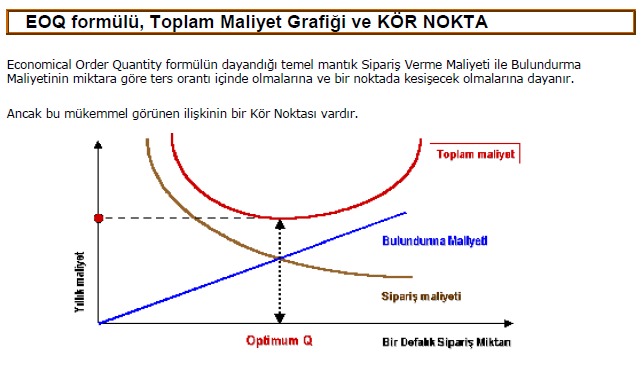 EOQ formülü, Toplam Maliyet Grafiği ve KÖR NOKTA
Economical Order Quantity formülün dayandığı temel mantık Sipariş Verme Maliyeti ile Bulundurma
Maliyetinin miktara göre ters orantı içinde olmalarına ve bir noktada kesişecek olmalarına dayanır.
Ancak bu mükemmel görünen ilişkinin bir Kör Noktası vardır.
Toplam maliyet
Bulundurma Maliyeti
Sipariş maliyeti
Yıllık maliyet
Optimum Q
Bir Defalık Sipariş Miktarı